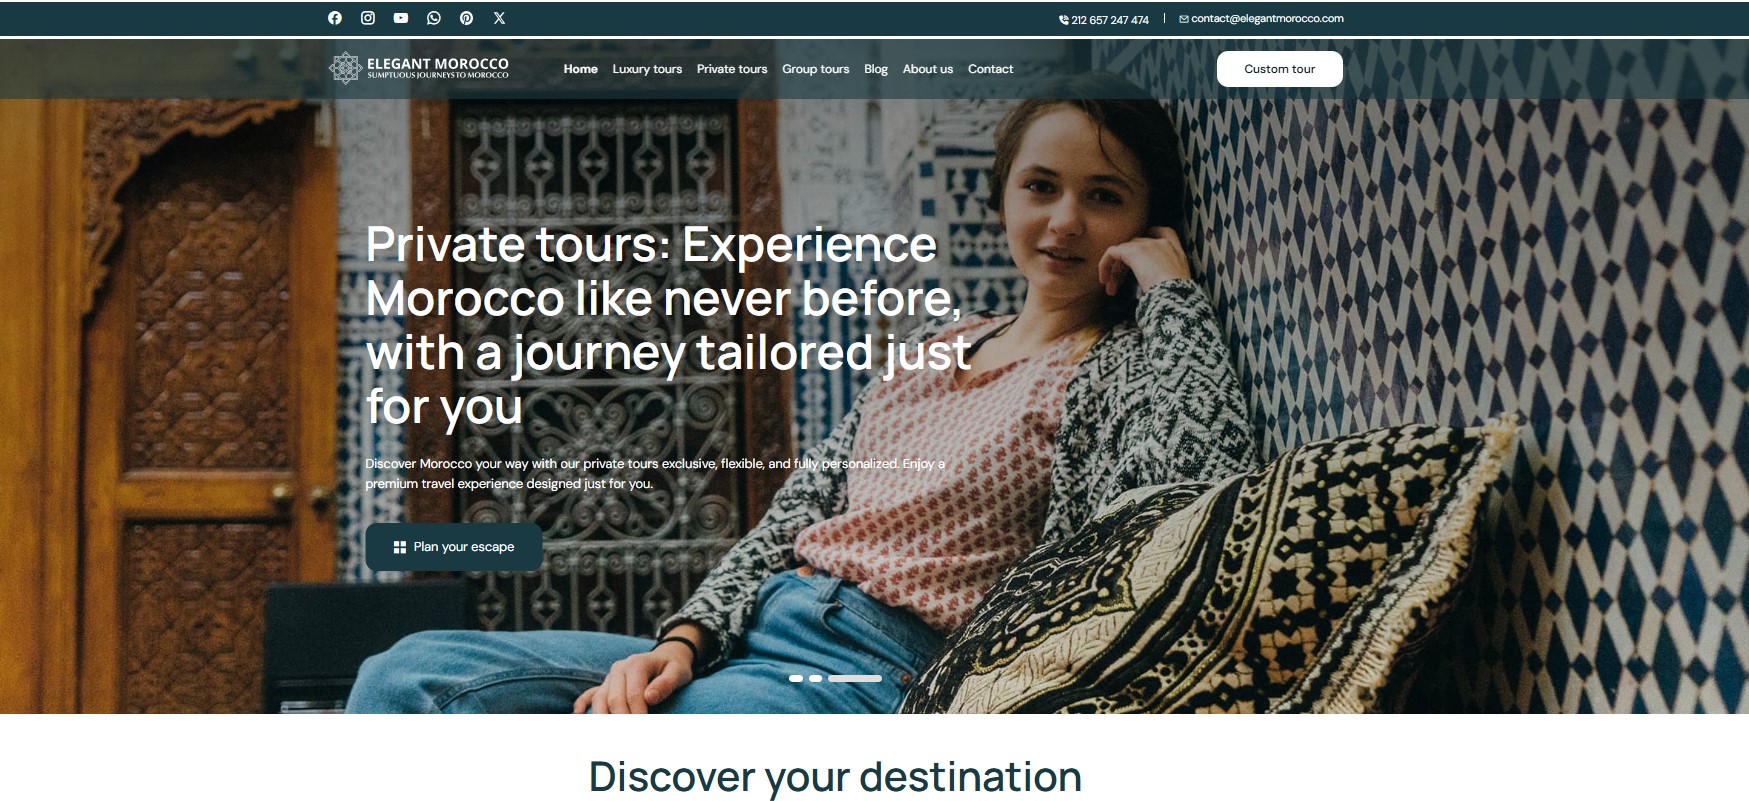 212 657 247 474
contact@elegantmorocco.com
ELEGANT MOROCCO
SUMPTUOUS JOURNEYS TO MOROCCO
Home Luxury tours Private tours Group tours Blog About us Contact
Custom tour
Private tours: Experience
Morocco like never before,
with a journey tailored just
for you
Discover Morocco your way with our private tours exclusive, flexible, and fully personalized. Enjoy a
premium travel experience designed just for you.
Plan your escape
Discover your destination